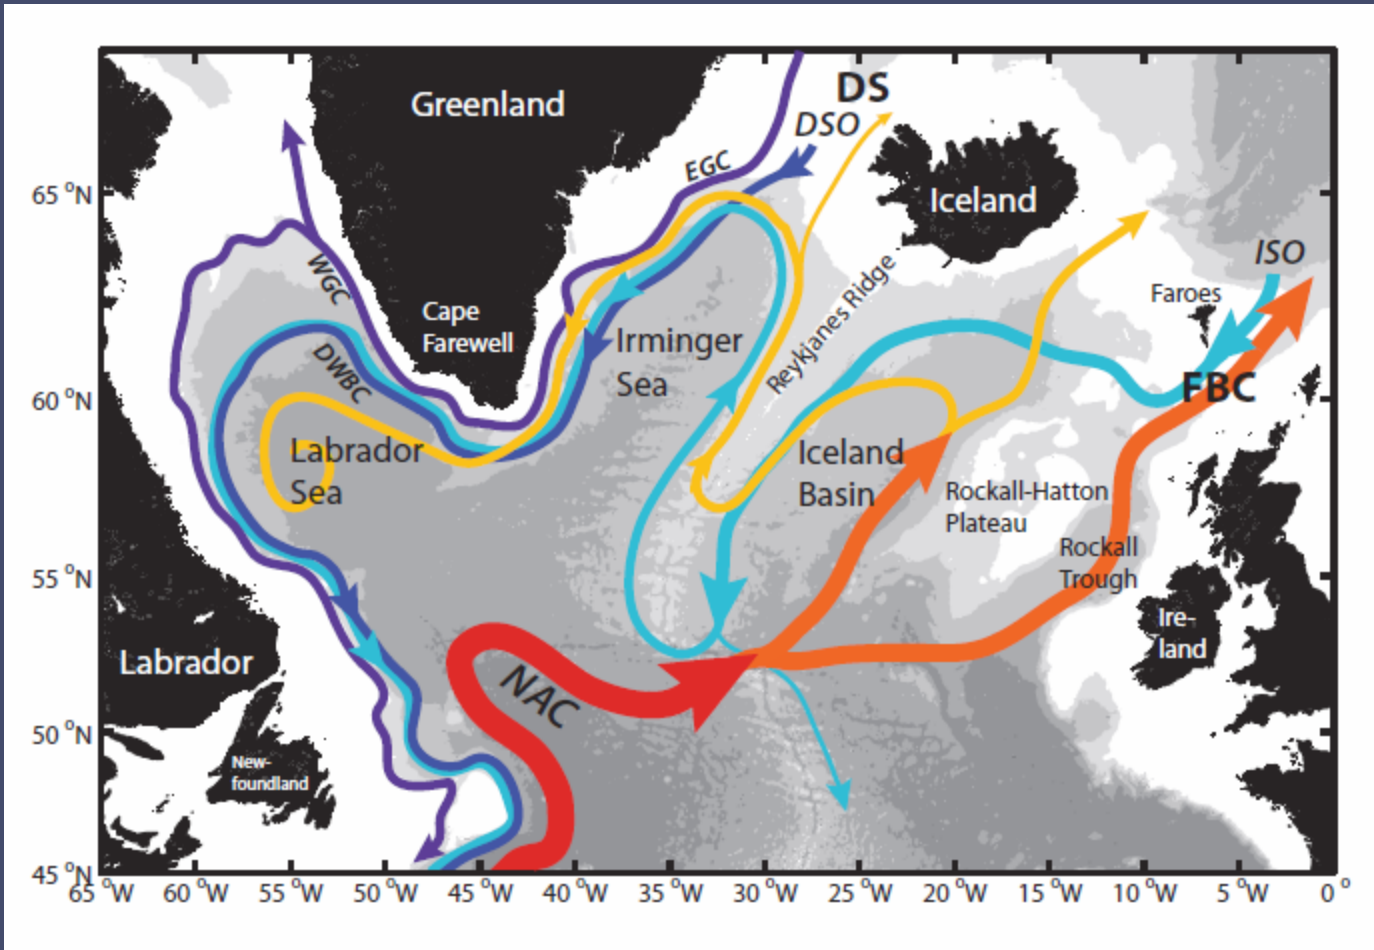 DS
Greenland
DSO
EGC
65 °N
Iceland
ISO
WGC
Reykjanes Ridge
Faroes
Cape
Farewell
Irminger
Sea
DWBC
60 °N
FBC
Labrador
Sea
Iceland
Basin
Rockall-Hatton
Plateau
Rockall
Trough
55 °N
Ire-
land
Labrador
NAC
50 °N
New-
foundland
45 °N
65 °W 60 °W 55 °W 50 °W 45 °W 40 °W 35 °W 30 °W 25 °W 20 °W 15 °W 10 °W 5 °W 0 °